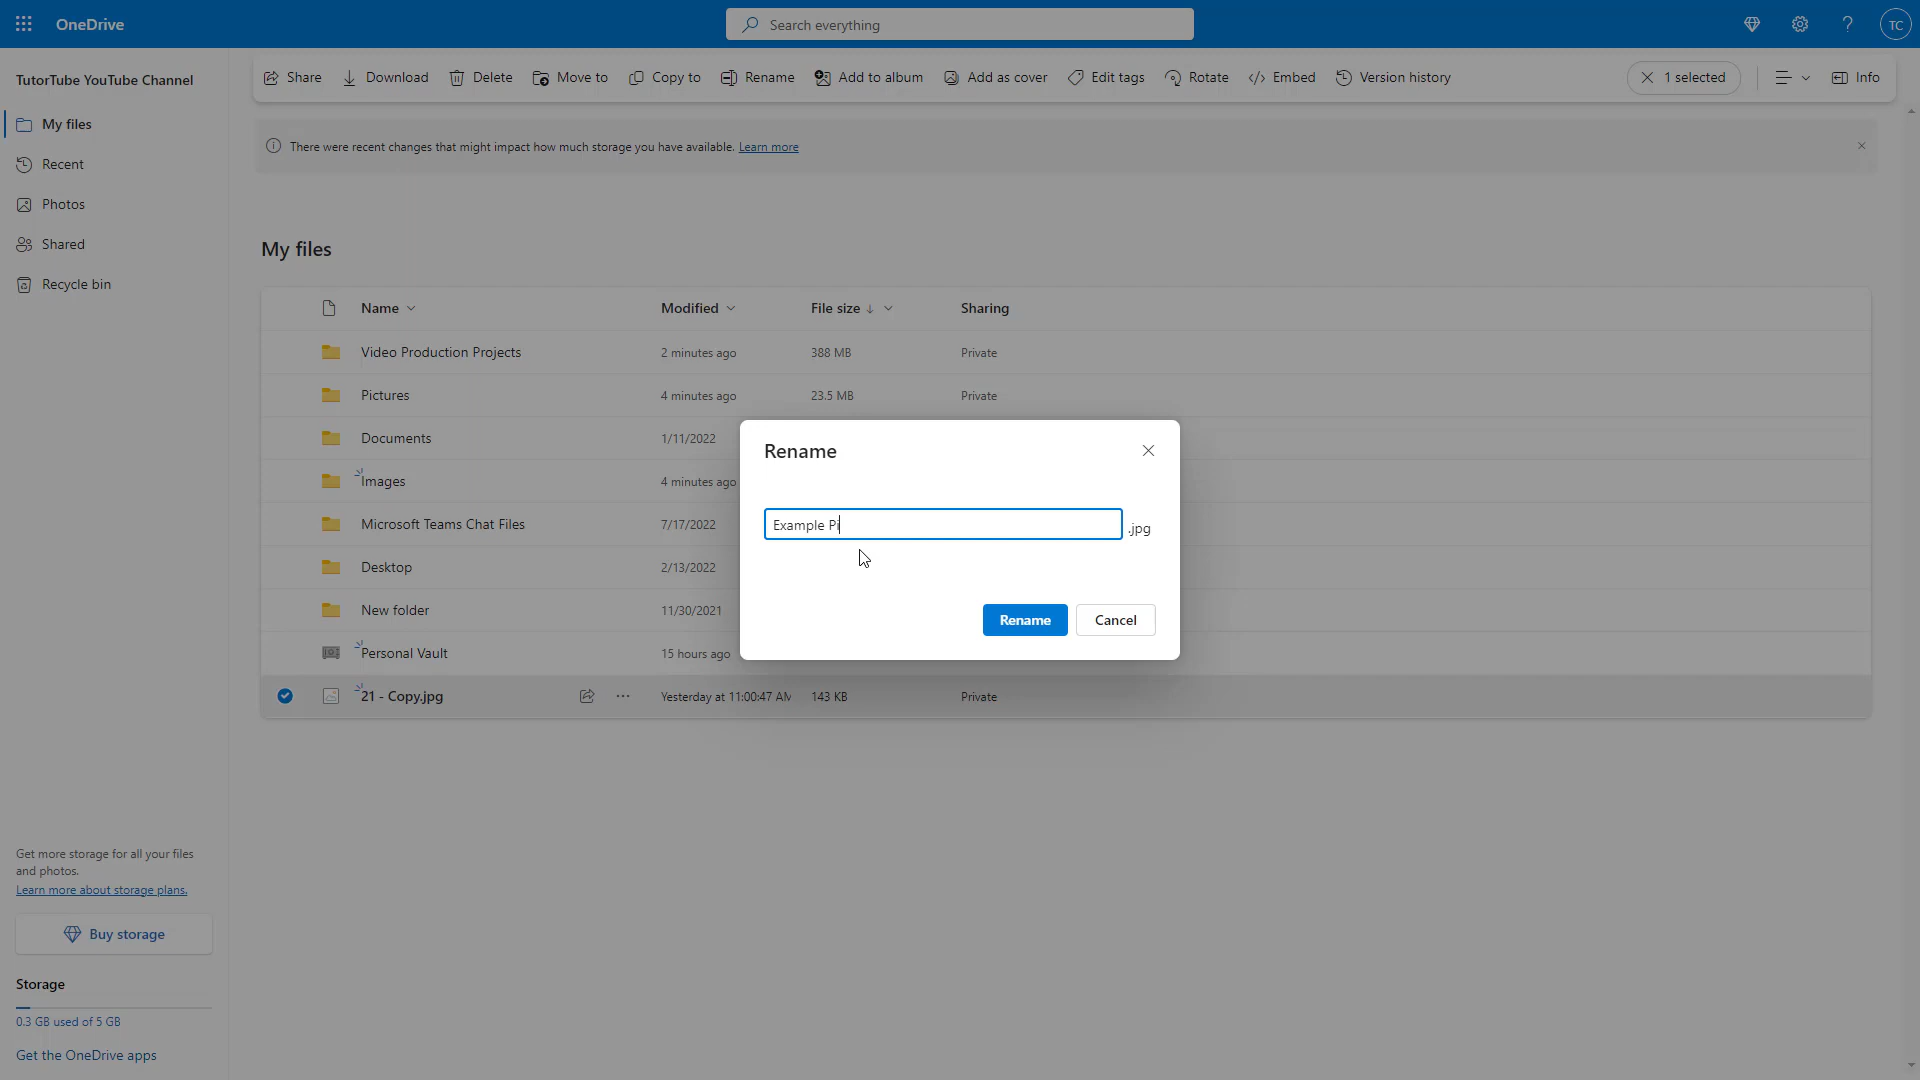 OneDrive
Search everything
TC
TutorTube YouTube Channel
Share Download Delete Move to Copy to Rename Add to album Add as cover Edit tags Rotate Embed Version history 1 selected Info
My files
Recent
Photos
Shared
Recycle bin
There were recent changes that might impact how much storage you have available. Learn more
My files
Name Modified File size Sharing
Video Production Projects 2 minutes ago 388 MB Private
Pictures 4 minutes ago 23.5 MB Private
Documents 1/11/2022
Images 4 minutes ago
Microsoft Teams Chat Files 7/17/2022
Desktop 2/13/2022
New folder 11/30/2021
Personal Vault 15 hours ago
21 - Copy.jpg Yesterday at 11:00:47 AM 143 KB Private
Rename
Example Pi .jpg
Rename Cancel
Get more storage for all your files
and photos.
Learn more about storage plans.
Buy storage
Storage
0.3 GB used of 5 GB
Get the OneDrive apps